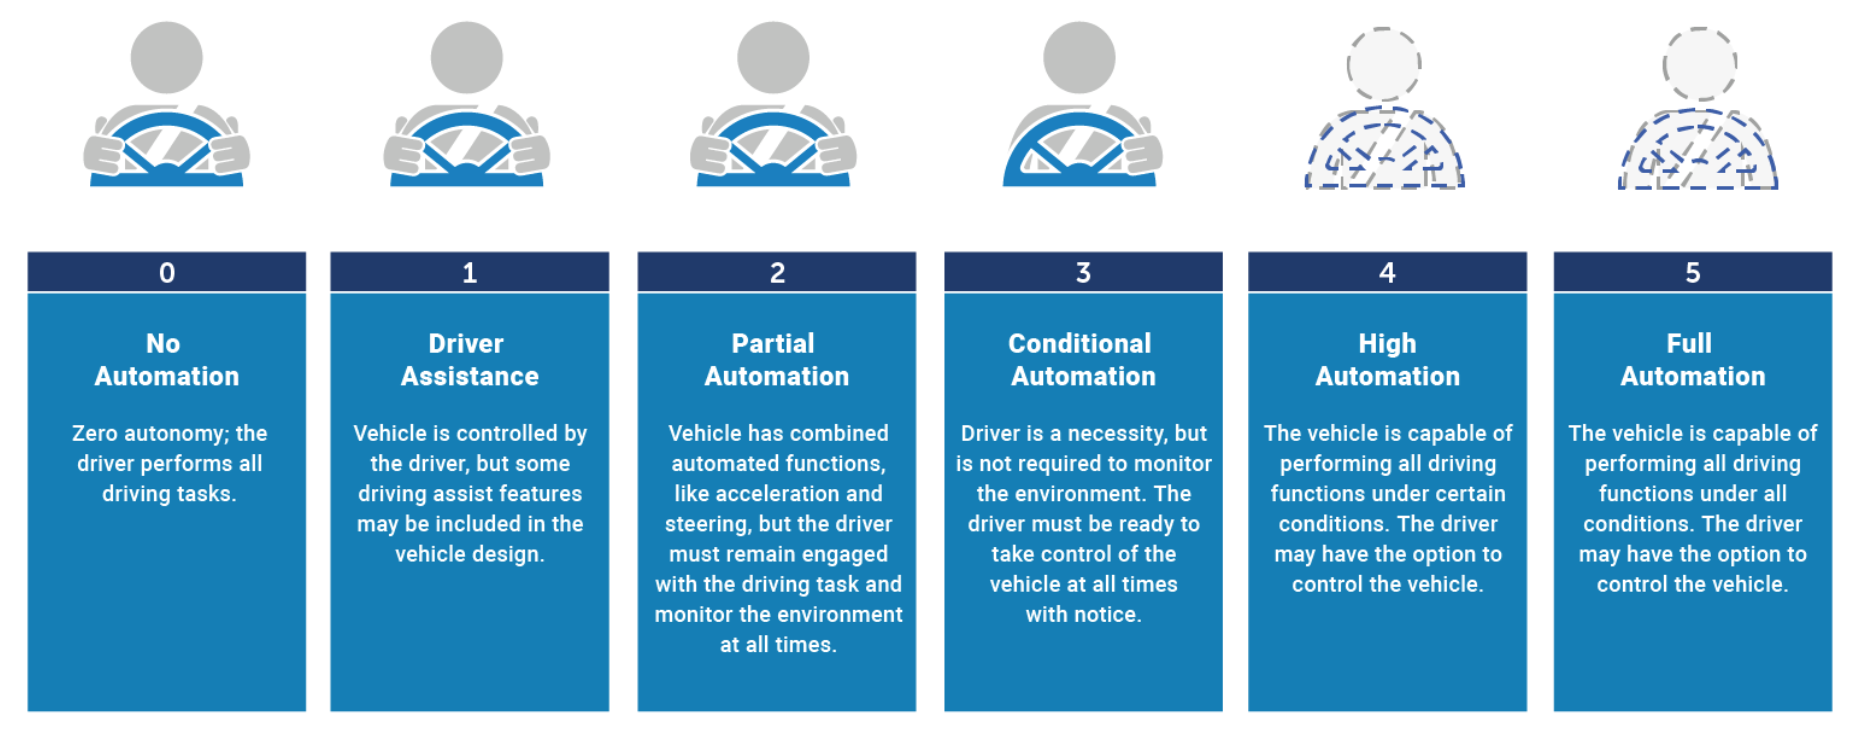 0
No
Automation
Zero autonomy; the
driver performs all
driving tasks.
1
Driver
Assistance
Vehicle is controlled by
the driver, but some
driving assist features
may be included in the
vehicle design.
2
Partial
Automation
Vehicle has combined
automated functions,
like acceleration and
steering, but the driver
must remain engaged
with the driving task and
monitor the environment
at all times.
3
Conditional
Automation
Driver is a necessity, but
is not required to monitor
the environment. The
driver must be ready to
take control of the
vehicle at all times
with notice.
4
High
Automation
The vehicle is capable of
performing all driving
functions under certain
conditions. The driver
may have the option to
control the vehicle.
5
Full
Automation
The vehicle is capable of
performing all driving
functions under all
conditions. The driver
may have the option to
control the vehicle.